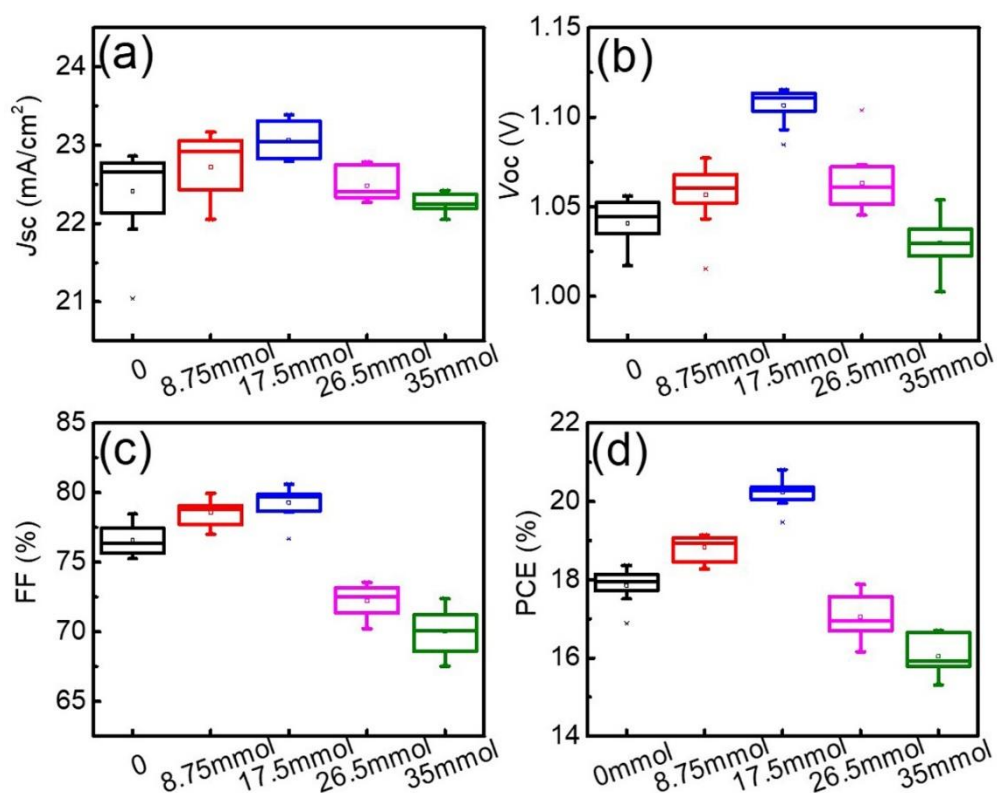 (a)
24
23
22
21
Jsc (mA/cm²)
0
8.75mmol
17.5mmol
26.5mmol
35mmol
(b)
1.15
1.10
1.05
1.00
Voc (V)
0
8.75mmol
17.5mmol
26.5mmol
35mmol
(c)
85
80
75
70
65
FF (%)
0
8.75mmol
17.5mmol
26.5mmol
35mmol
(d)
22
20
18
16
14
PCE (%)
0mmol
8.75mmol
17.5mmol
26.5mmol
35mmol